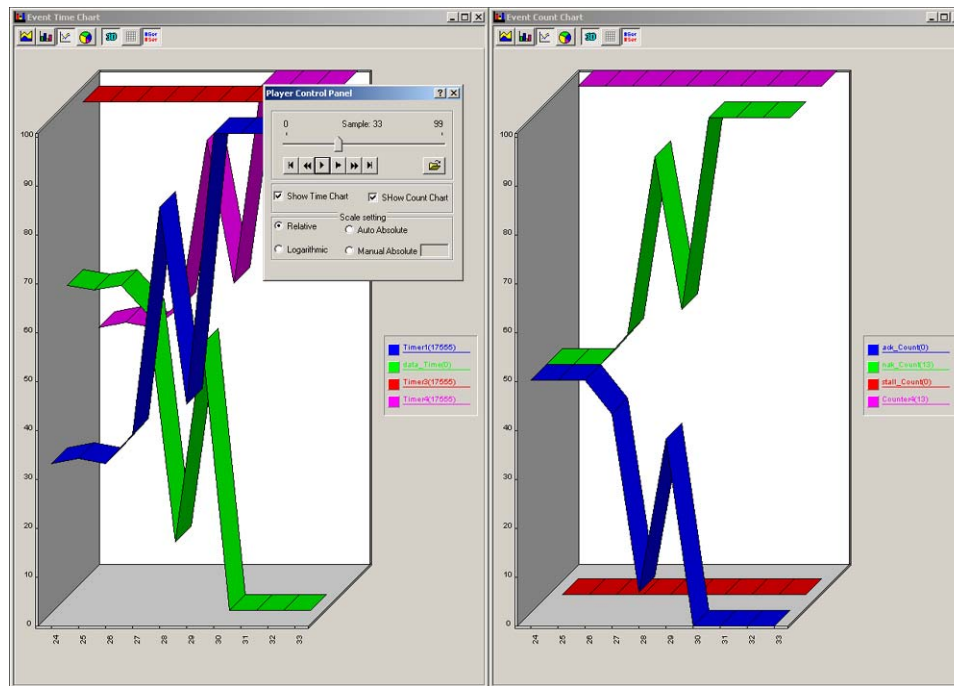 Event Time Chart
100
90
80
70
60
50
40
30
20
10
0
24
25
26
27
28
29
30
31
32
33
Timer1(17555)
data_Time(0)
Timer3(17555)
Timer4(17555)
Player Control Panel
0 Sample: 33 99
Show Time Chart SHow Count Chart
Scale setting
Relative Auto Absolute
Logarithmic Manual Absolute
Event Count Chart
3D
100
90
80
70
60
50
40
30
20
10
0
24
25
26
27
28
29
30
31
32
33
ack_Count(0)
nak_Count(13)
stall_Count(0)
Counter4(13)